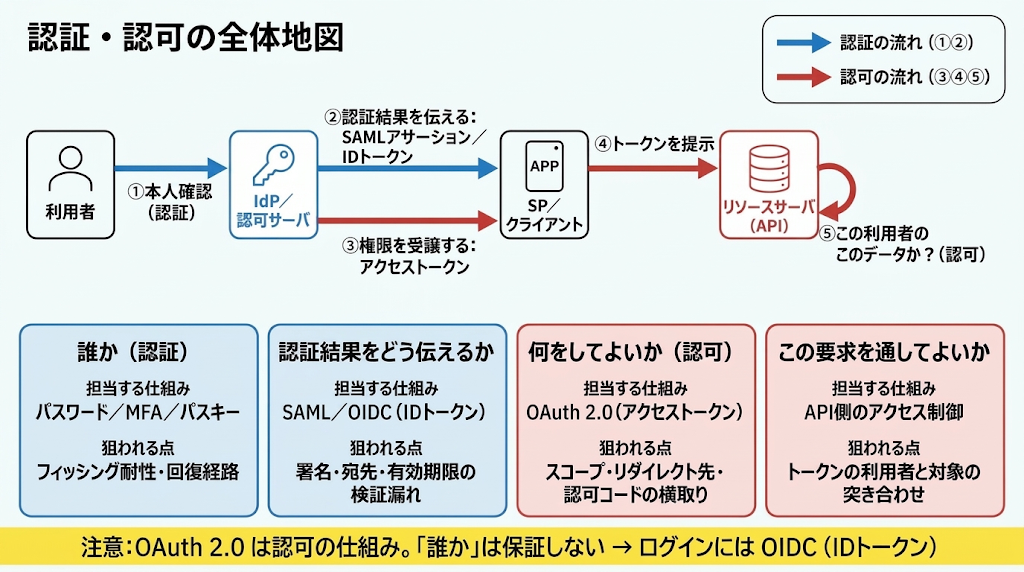 認証・認可の全体地図
認証の流れ（①②）
認可の流れ（③④⑤）
利用者
①本人確認
（認証）
IdP／
認可サーバ
②認証結果を伝える：
SAMLアサーション／
IDトークン
③権限を受譲する：
アクセストークン
APP
SP／
クライアント
④トークンを提示
リソースサーバ
（API）
⑤この利用者の
このデータか？（認可）
誰か（認証）
担当する仕組み
パスワード／MFA／パスキー
狙われる点
フィッシング耐性・回復経路
認証結果をどう伝えるか
担当する仕組み
SAML／OIDC（IDトークン）
狙われる点
署名・宛先・有効期限の
検証漏れ
何をしてよいか（認可）
担当する仕組み
OAuth 2.0（アクセストークン）
狙われる点
スコープ・リダイレクト先・
認可コードの横取り
この要求を通してよいか
担当する仕組み
API側のアクセス制御
狙われる点
トークンの利用者と対象の
突き合わせ
注意：OAuth 2.0 は認可の仕組み。「誰か」は保証しない → ログインには OIDC（IDトークン）